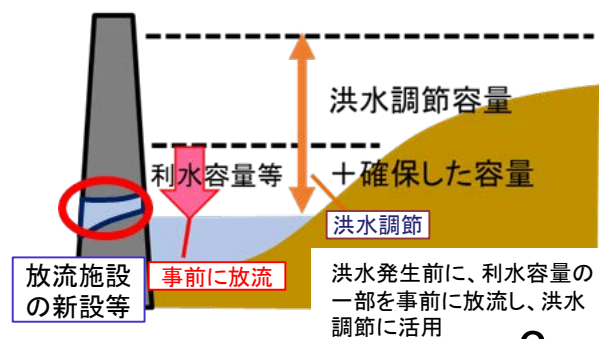 洪水調節容量
利水容量等
＋確保した容量
洪水調節
放流施設
の新設等
事前に放流
洪水発生前に、利水容量の
一部を事前に放流し、洪水
調節に活用